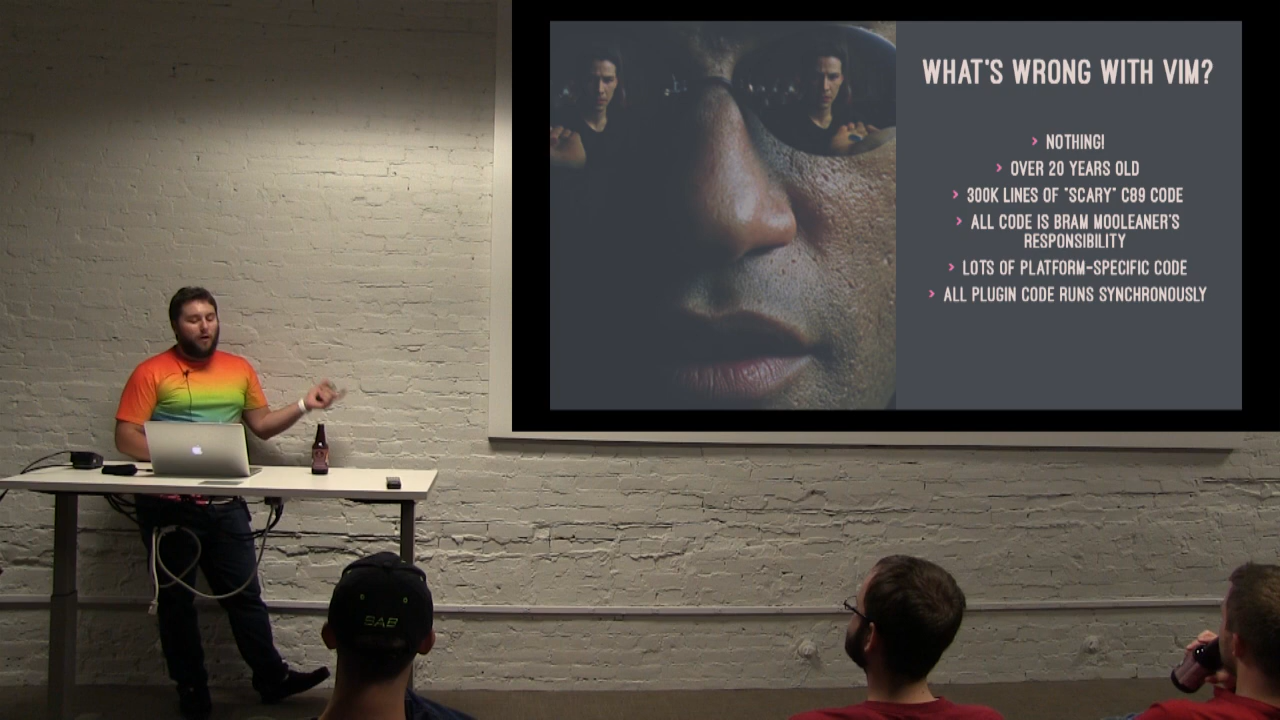 WHAT'S WRONG WITH VIM?
> NOTHING!
> OVER 20 YEARS OLD
> 300K LINES OF "SCARY" C89 CODE
> ALL CODE IS BRAM MOOLEANER'S
RESPONSIBILITY
> LOTS OF PLATFORM-SPECIFIC CODE
> ALL PLUGIN CODE RUNS SYNCHRONOUSLY
SAB